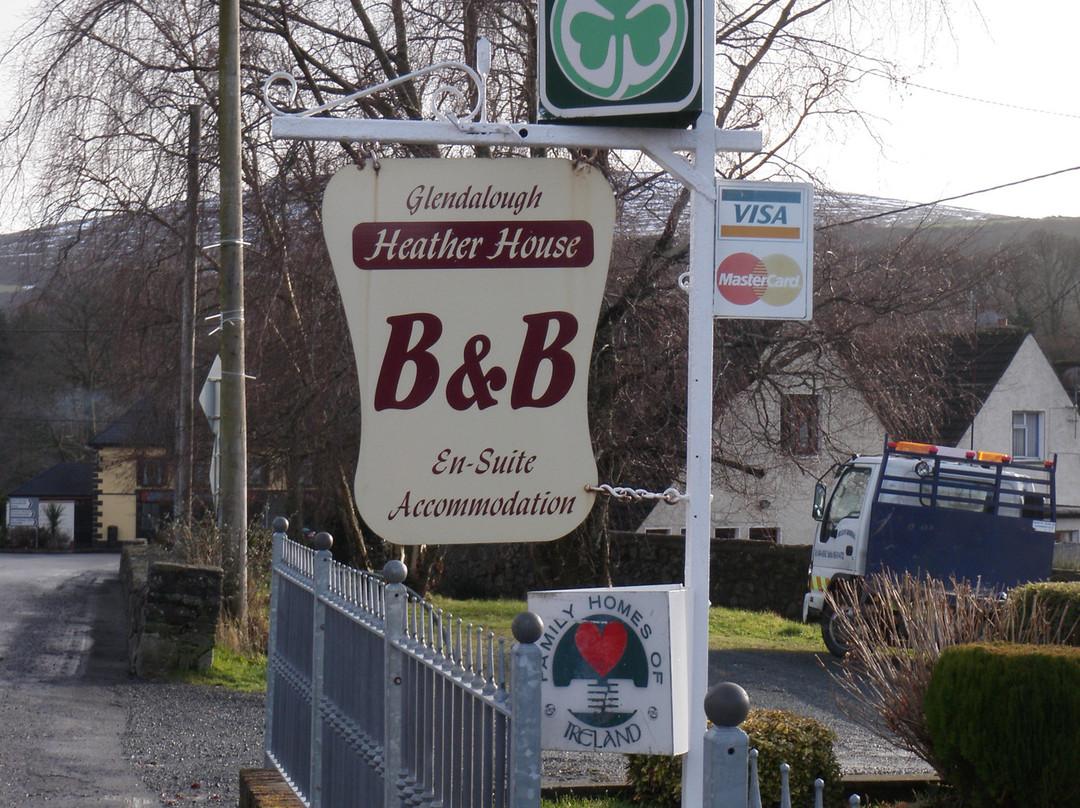 Glendalough
Heather House
B&B
En-Suite
Accommodation
VISA
MasterCard
FAMILY HOMES OF
IRELAND